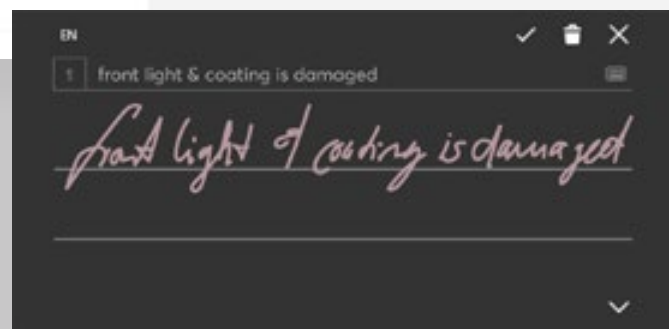 EN
1 front light & coating is damaged
front light & coating is damaged